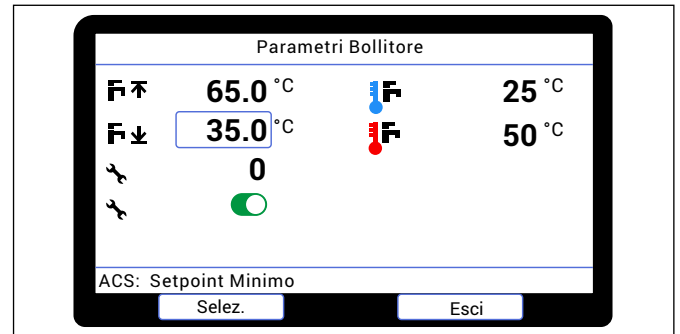 Parametri Bollitore
65.0 °C 25 °C
35.0 °C 50 °C
0
ACS: Setpoint Minimo
Selez. Esci